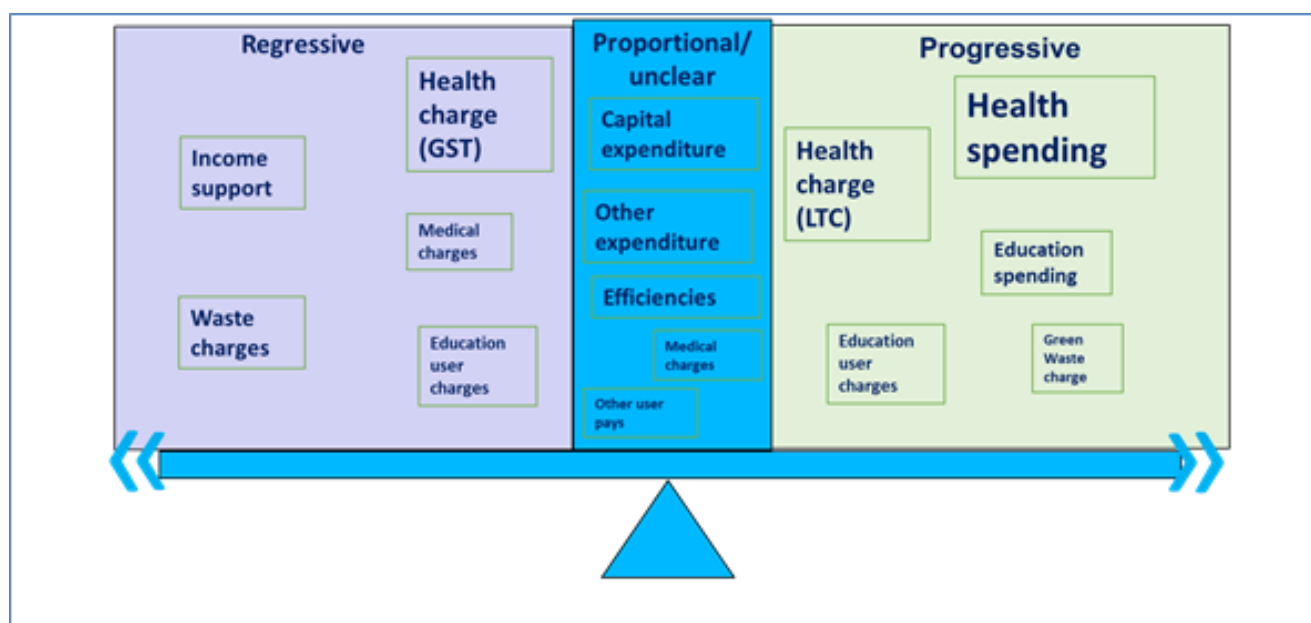 Regressive
Health
charge
(GST)
Income
support
Medical
charges
Waste
charges
Education
user
charges
Proportional/
unclear
Capital
expenditure
Other
expenditure
Efficiencies
Medical
charges
Other user
pays
Progressive
Health
spending
Health
charge
(LTC)
Education
spending
Education
user
charges
Green
Waste
charge